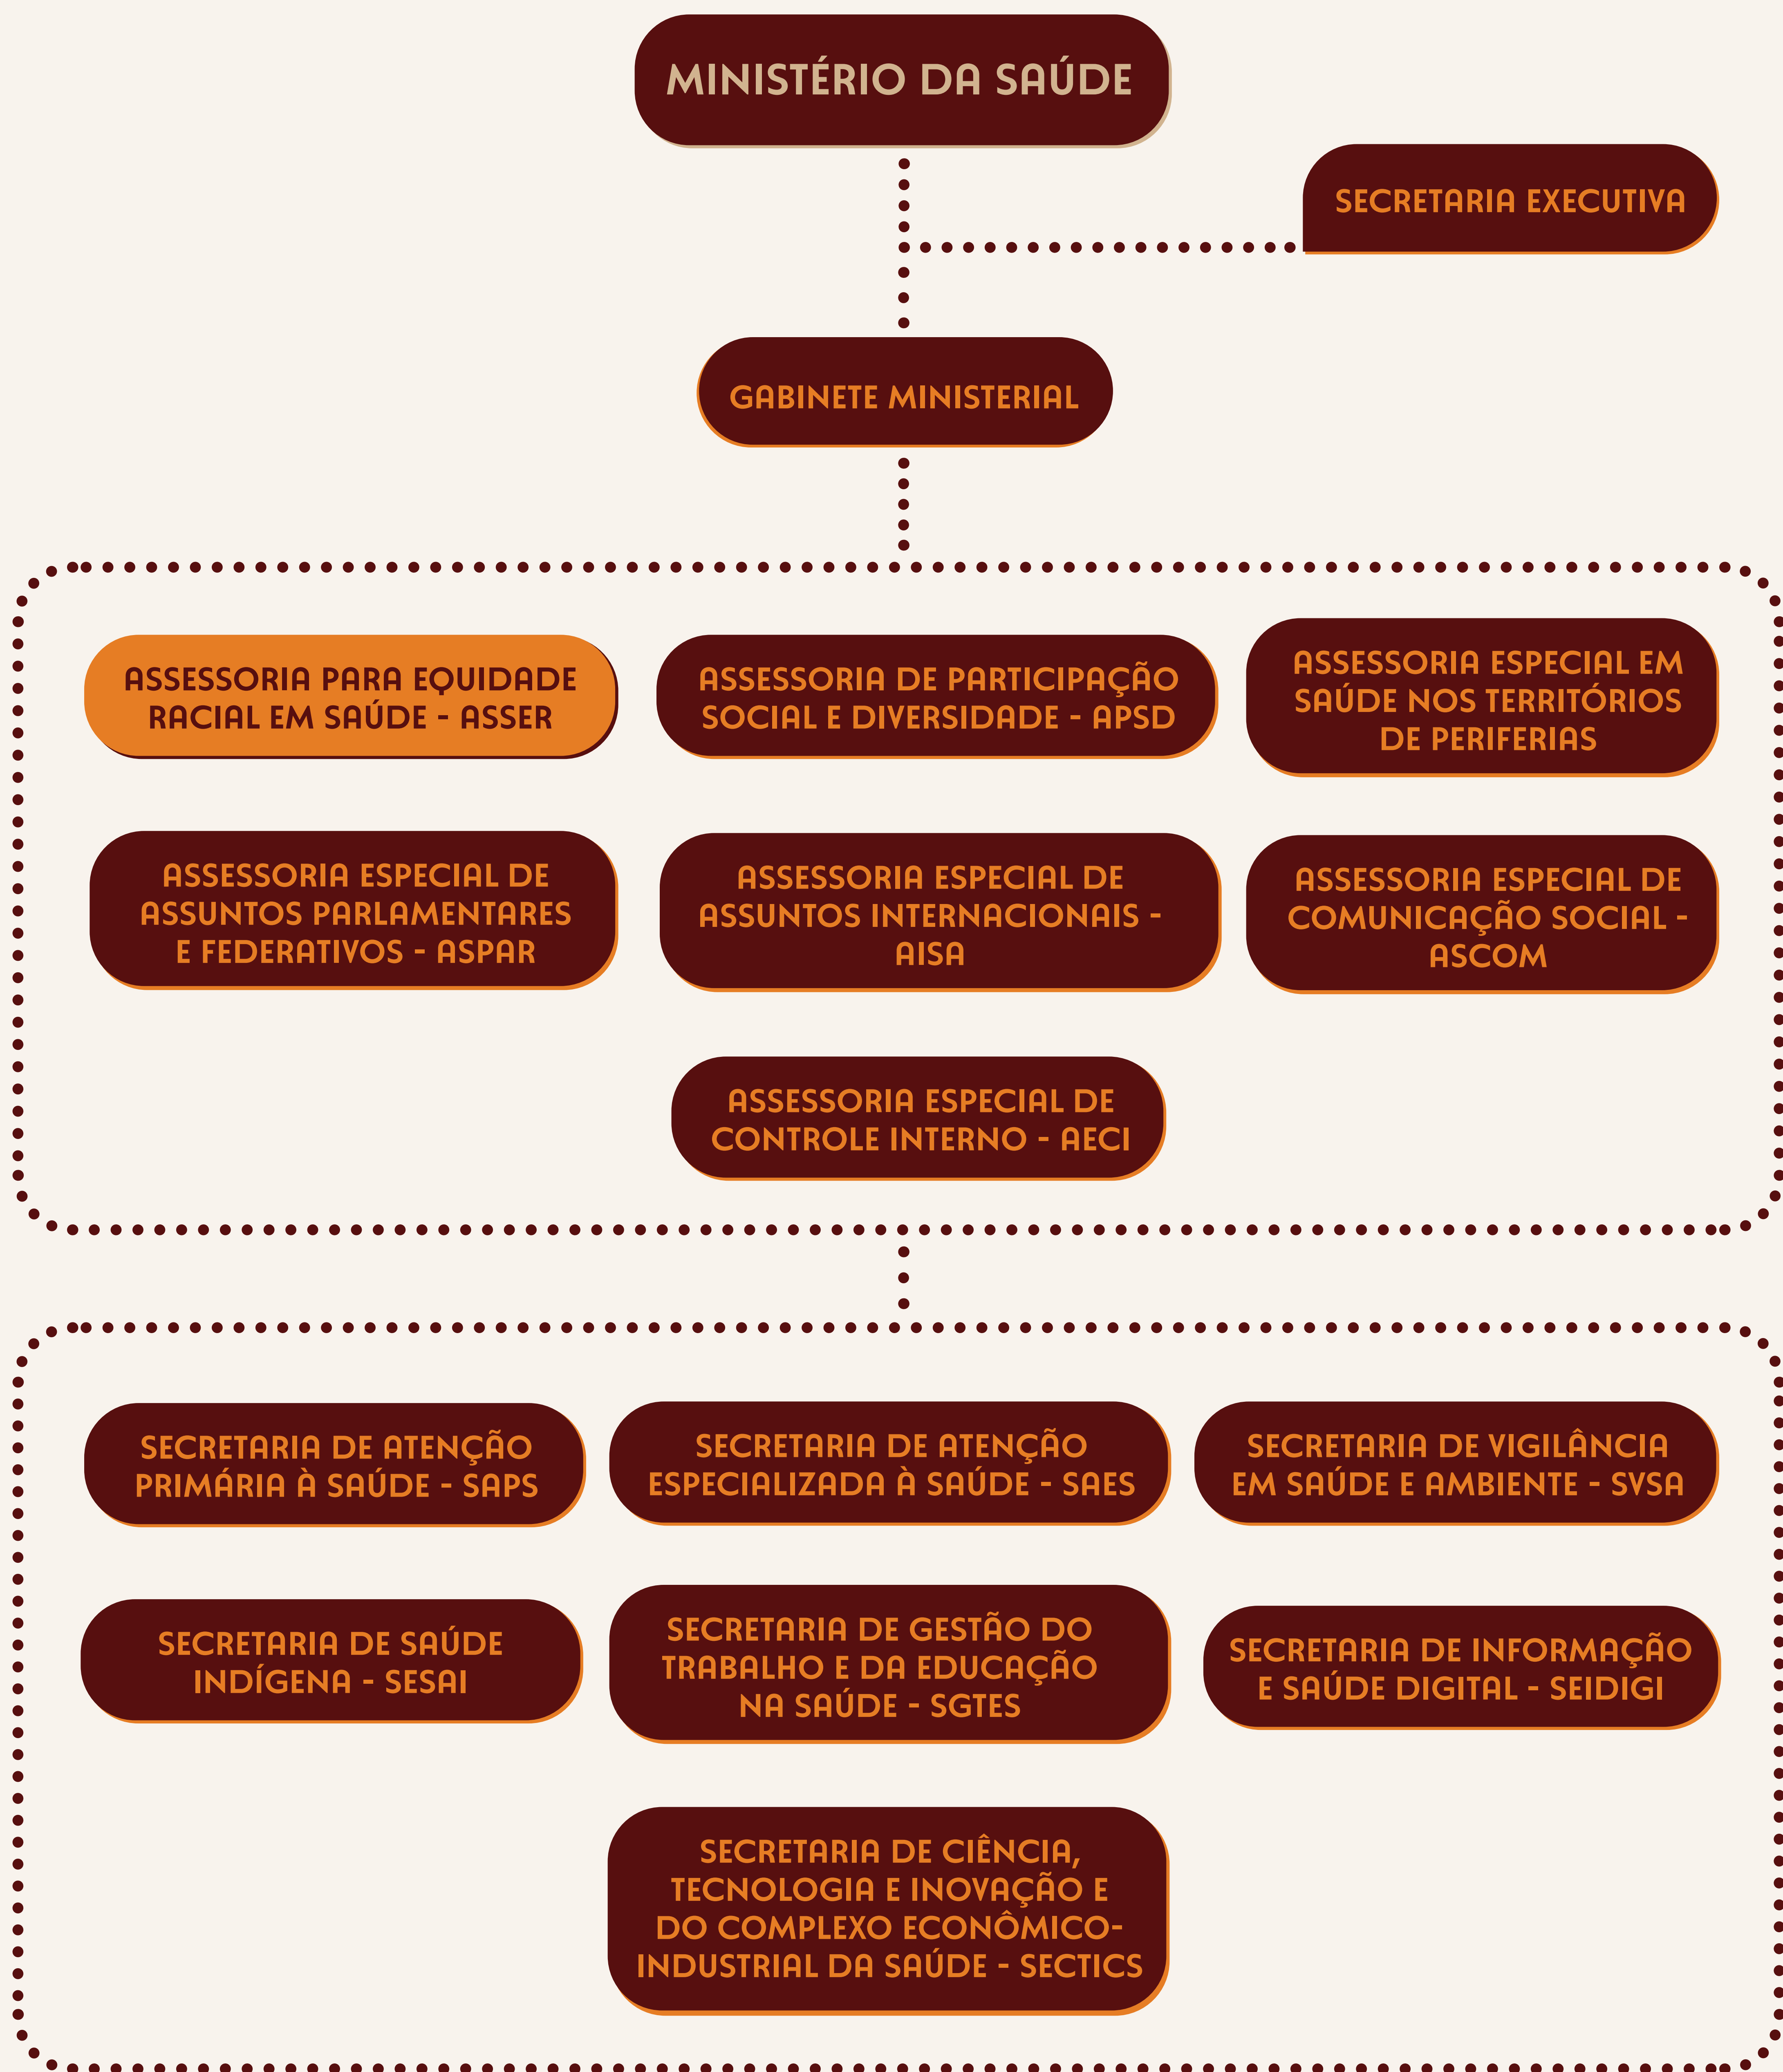 MINISTÉRIO DA SAÚDE
SECRETARIA EXECUTIVA
GABINETE MINISTERIAL
ASSESSORIA PARA EQUIDADE
RACIAL EM SAÚDE - ASSER
ASSESSORIA DE PARTICIPAÇÃO
SOCIAL E DIVERSIDADE - APSD
ASSESSORIA ESPECIAL EM
SAÚDE NOS TERRITÓRIOS
DE PERIFERIAS
ASSESSORIA ESPECIAL DE
ASSUNTOS PARLAMENTARES
E FEDERATIVOS - ASPAR
ASSESSORIA ESPECIAL DE
ASSUNTOS INTERNACIONAIS -
AISA
ASSESSORIA ESPECIAL DE
COMUNICAÇÃO SOCIAL -
ASCOM
ASSESSORIA ESPECIAL DE
CONTROLE INTERNO - AECI
SECRETARIA DE ATENÇÃO
PRIMÁRIA À SAÚDE - SAPS
SECRETARIA DE ATENÇÃO
ESPECIALIZADA À SAÚDE - SAES
SECRETARIA DE VIGILÂNCIA
EM SAÚDE E AMBIENTE - SVSA
SECRETARIA DE SAÚDE
INDÍGENA - SESAI
SECRETARIA DE GESTÃO DO
TRABALHO E DA EDUCAÇÃO
NA SAÚDE - SGTES
SECRETARIA DE INFORMAÇÃO
E SAÚDE DIGITAL - SEIDIGI
SECRETARIA DE CIÊNCIA,
TECNOLOGIA E INOVAÇÃO E
DO COMPLEXO ECONÔMICO-
INDUSTRIAL DA SAÚDE - SECTICS